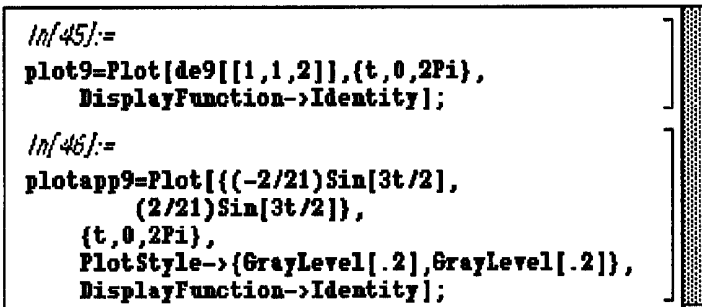 In[45]:=
plot9=Plot[de9[[1,1,2]],{t,0,2Pi},
DisplayFunction->Identity];
In[46]:=
plotapp9=Plot[{(-2/21)Sin[3t/2],
(2/21)Sin[3t/2]},
{t,0,2Pi},
PlotStyle->{GrayLevel[.2],GrayLevel[.2]},
DisplayFunction->Identity];